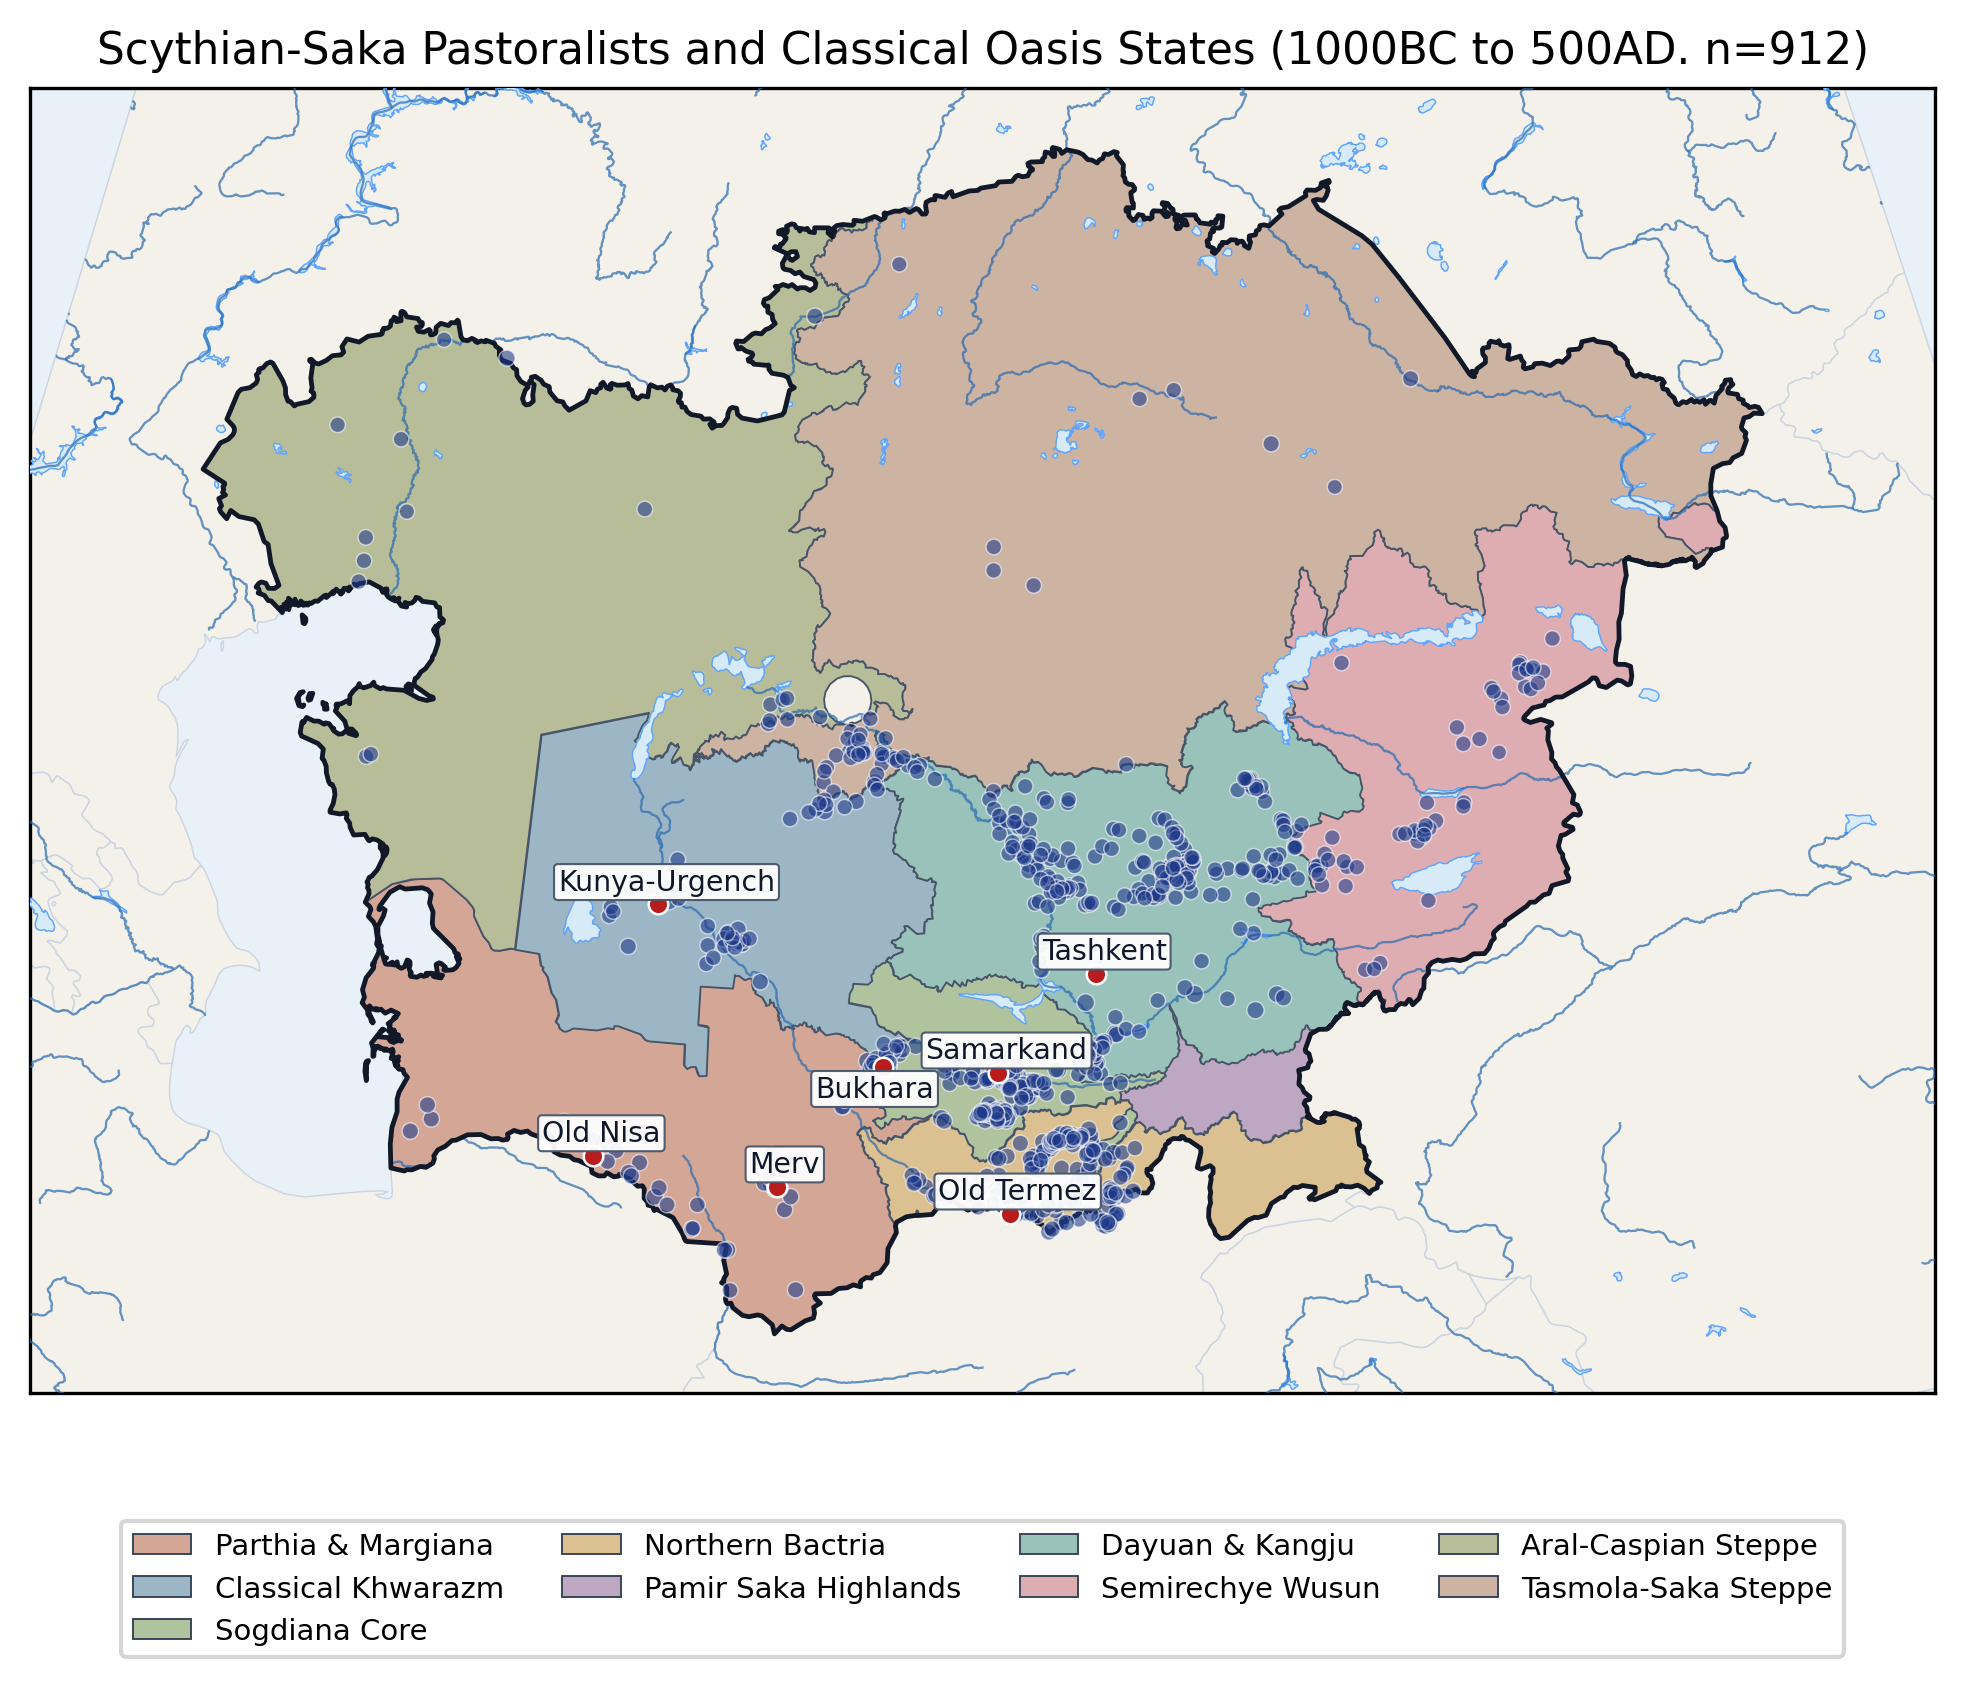 Scythian-Saka Pastoralists and Classical Oasis States (1000BC to 500AD. n=912)
Kunya-Urgench
Tashkent
Samarkand
Bukhara
Old Nisa
Merv
Old Termez
Parthia & Margiana
Classical Khwarazm
Sogdiana Core
Northern Bactria
Pamir Saka Highlands
Dayuan & Kangju
Semirechye Wusun
Aral-Caspian Steppe
Tasmola-Saka Steppe